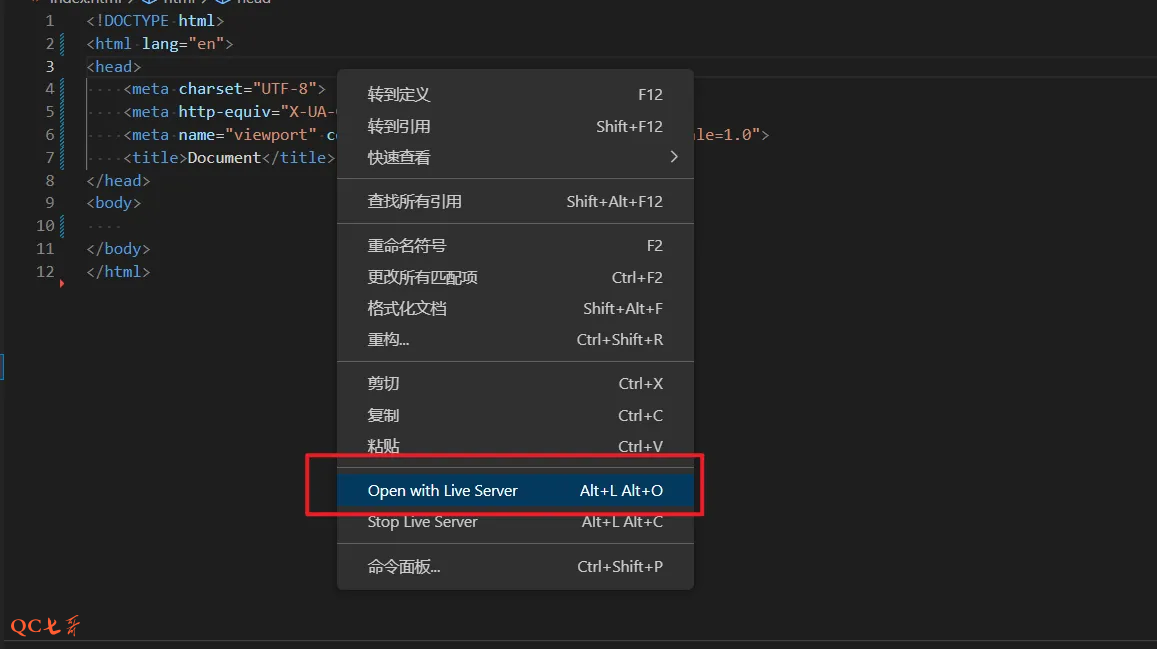 index.html > html > head
1 <!DOCTYPE html>
2 <html lang="en">
3 <head>
4 <meta charset="UTF-8">
5 <meta http-equiv="X-UA-
6 <meta name="viewport" co le=1.0">
7 <title>Document</title>
8 </head>
9 <body>
10
11 </body>
12 </html>
转到定义 F12
转到引用 Shift+F12
快速查看
查找所有引用 Shift+Alt+F12
重命名符号 F2
更改所有匹配项 Ctrl+F2
格式化文档 Shift+Alt+F
重构... Ctrl+Shift+R
剪切 Ctrl+X
复制 Ctrl+C
粘贴 Ctrl+V
Open with Live Server Alt+L Alt+O
Stop Live Server Alt+L Alt+C
命令面板... Ctrl+Shift+P
QC七哥